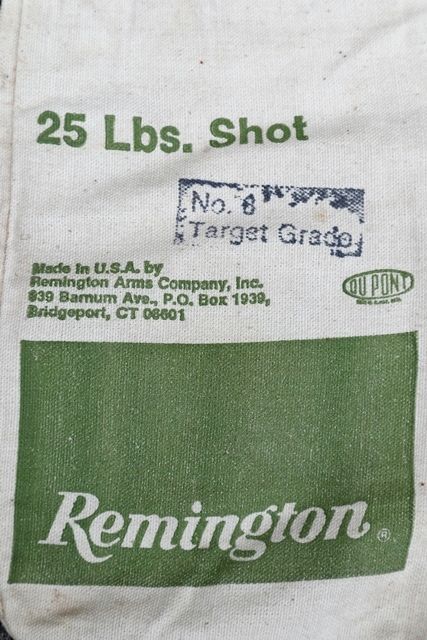 25 Lbs. Shot
No. 8
Target Grade
Made in U.S.A. by
Remington Arms Company, Inc.
939 Barnum Ave., P.O. Box 1939,
Bridgeport, CT 06601
DU PONT
Remington®